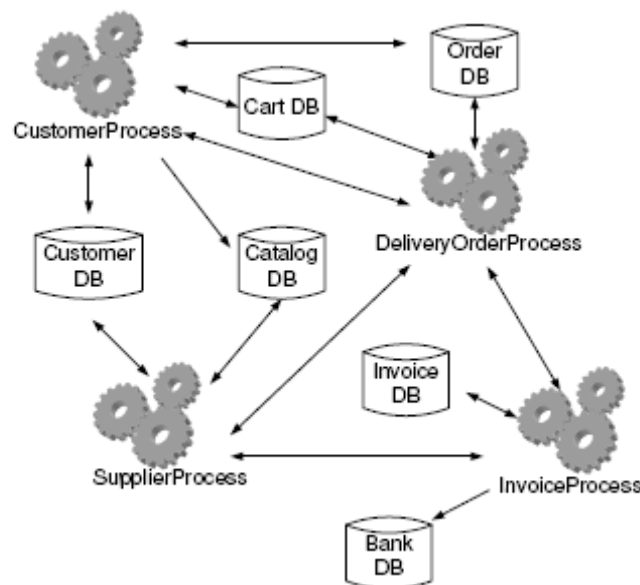 Order
DB
Cart DB
CustomerProcess
Customer
DB
Catalog
DB
DeliveryOrderProcess
Invoice
DB
SupplierProcess
InvoiceProcess
Bank
DB